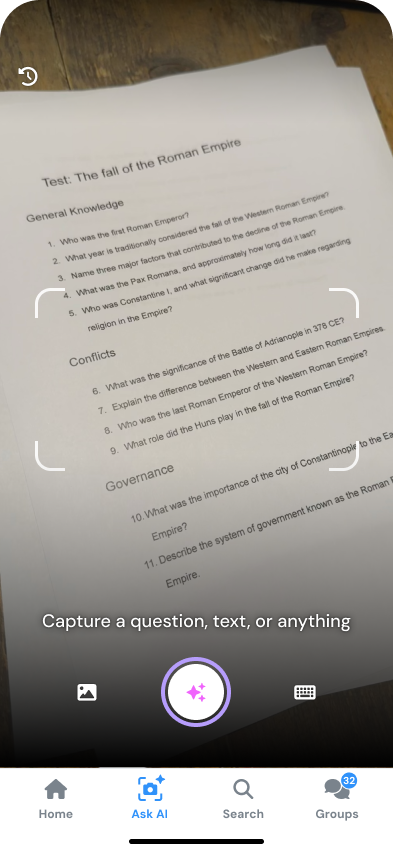 Test: The fall of the Roman Empire
General Knowledge
1. Who was the first Roman Emperor?
2. What year is traditionally considered the fall of the Western Roman Empire?
3. Name three major factors that contributed to the decline of the Roman Empire.
4. What was the Pax Romana, and approximately how long did it last?
5. Who was Constantine I, and what significant change did he make regarding
religion in the Empire?
Conflicts
6. What was the significance of the Battle of Adrianople in 378 CE?
7. Explain the difference between the Western and Eastern Roman Empires.
8. Who was the last Roman Emperor of the Western Roman Empire?
9. What role did the Huns play in the fall of the Roman Empire?
Governance
10. What was the importance of the city of Constantinople to the Ea
Empire?
11. Describe the system of government known as the Roman
Empire.
Capture a question, text, or anything
32
Home Ask AI Search Groups